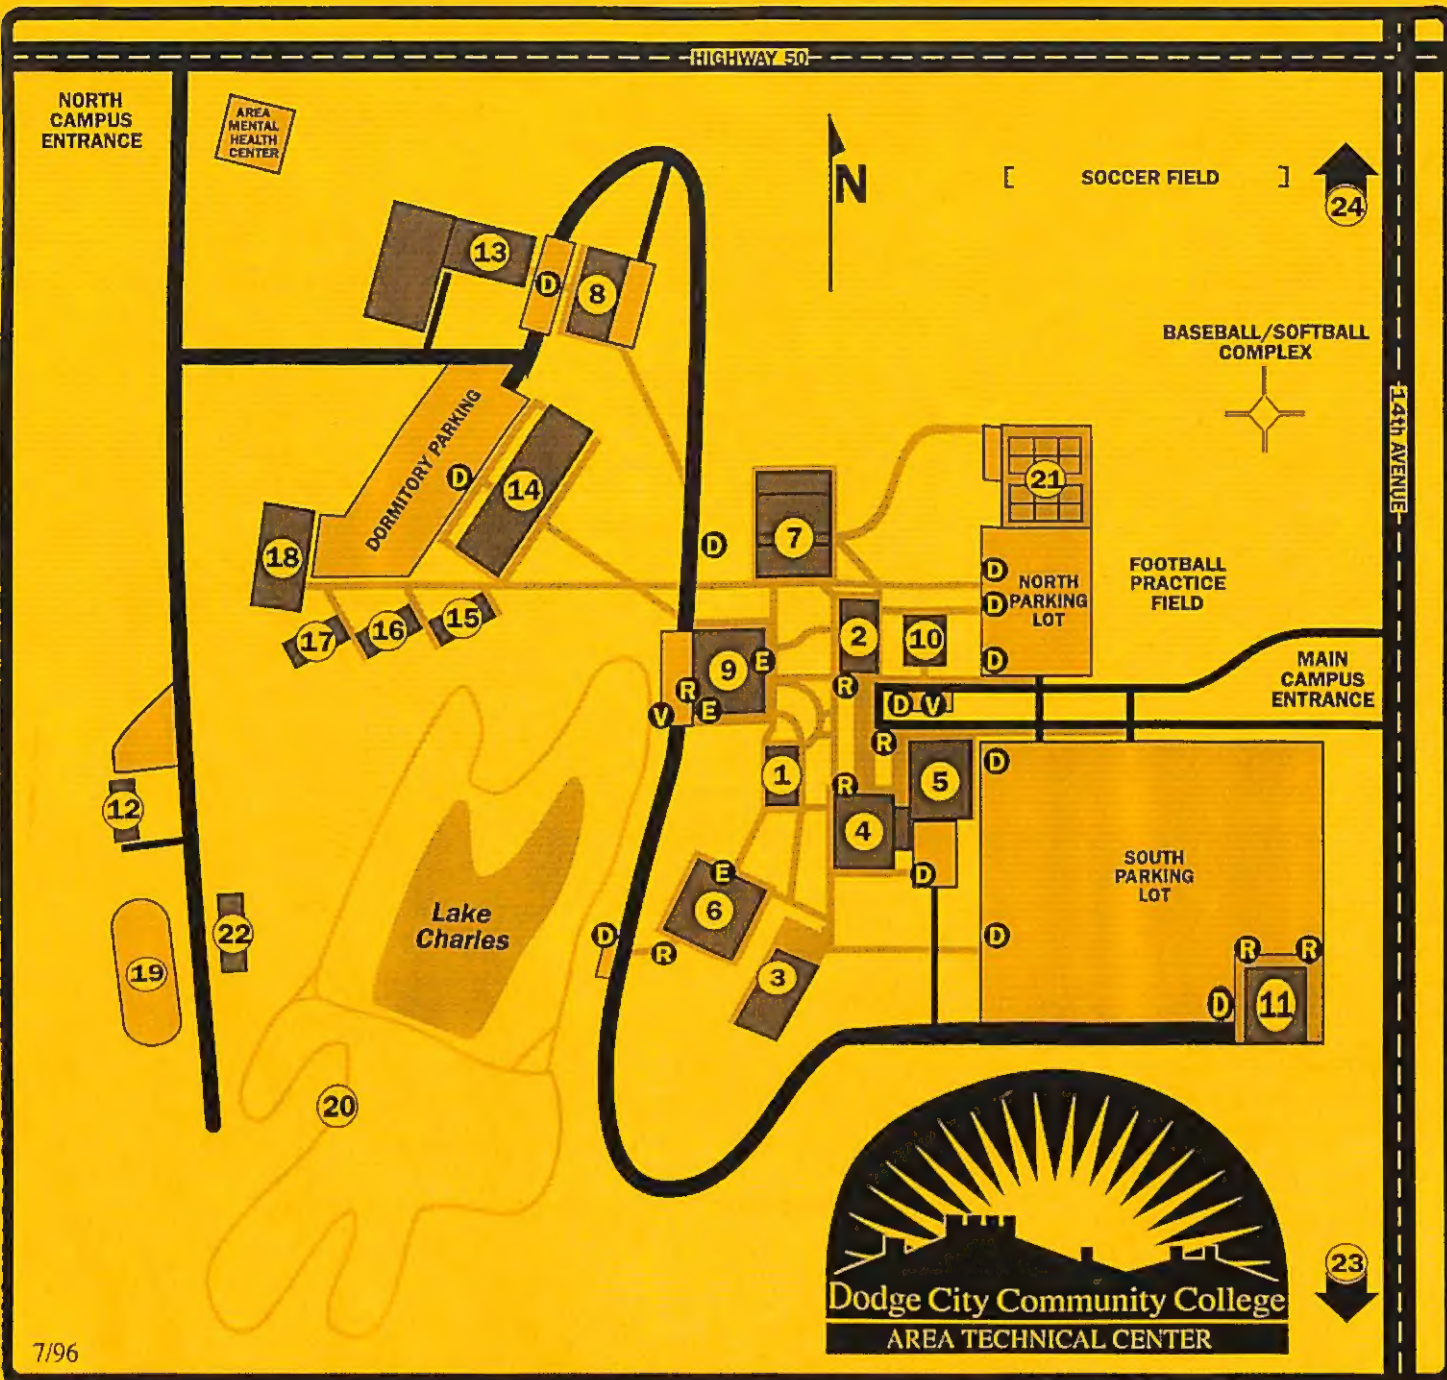 HIGHWAY 50
NORTH
CAMPUS
ENTRANCE
AREA
MENTAL
HEALTH
CENTER
N
[ SOCCER FIELD ]
24
13
D
8
BASEBALL/SOFTBALL
COMPLEX
14th AVENUE
DORMITORY PARKING
D
14
21
7
D
18
D
NORTH
PARKING
LOT
D
D
FOOTBALL
PRACTICE
FIELD
17
16
15
2
10
9
E
R
E
V
R
D
V
MAIN
CAMPUS
ENTRANCE
R
1
R
5
D
12
4
SOUTH
PARKING
LOT
E
D
6
Lake
Charles
22
D
R
D
R
R
19
3
D
11
20
23
Dodge City Community College
AREA TECHNICAL CENTER
7/96